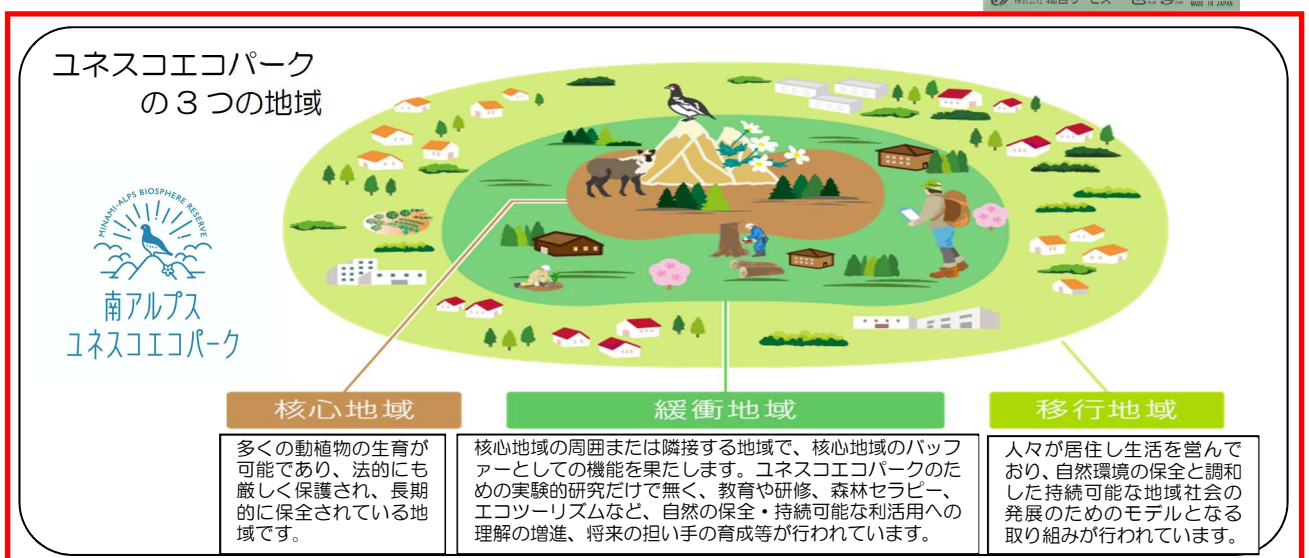 MADE IN JAPAN
ユネスコエコパーク
の3つの地域
MINAMI-ALPS BIOSPHERE RESERVE
南アルプス
ユネスコエコパーク
核心地域
多くの動植物の生育が
可能であり、法的にも
厳しく保護され、長期
的に保全されている地
域です。
緩衝地域
核心地域の周囲または隣接する地域で、核心地域のバッフ
ァーとしての機能を果たします。ユネスコエコパークのた
めの実験的研究だけで無く、教育や研修、森林セラピー、
エコツーリズムなど、自然の保全・持続可能な利活用への
理解の増進、将来の担い手の育成等が行われています。
移行地域
人々が居住し生活を営んで
おり、自然環境の保全と調和
した持続可能な地域社会の
発展のためのモデルとなる
取り組みが行われています。